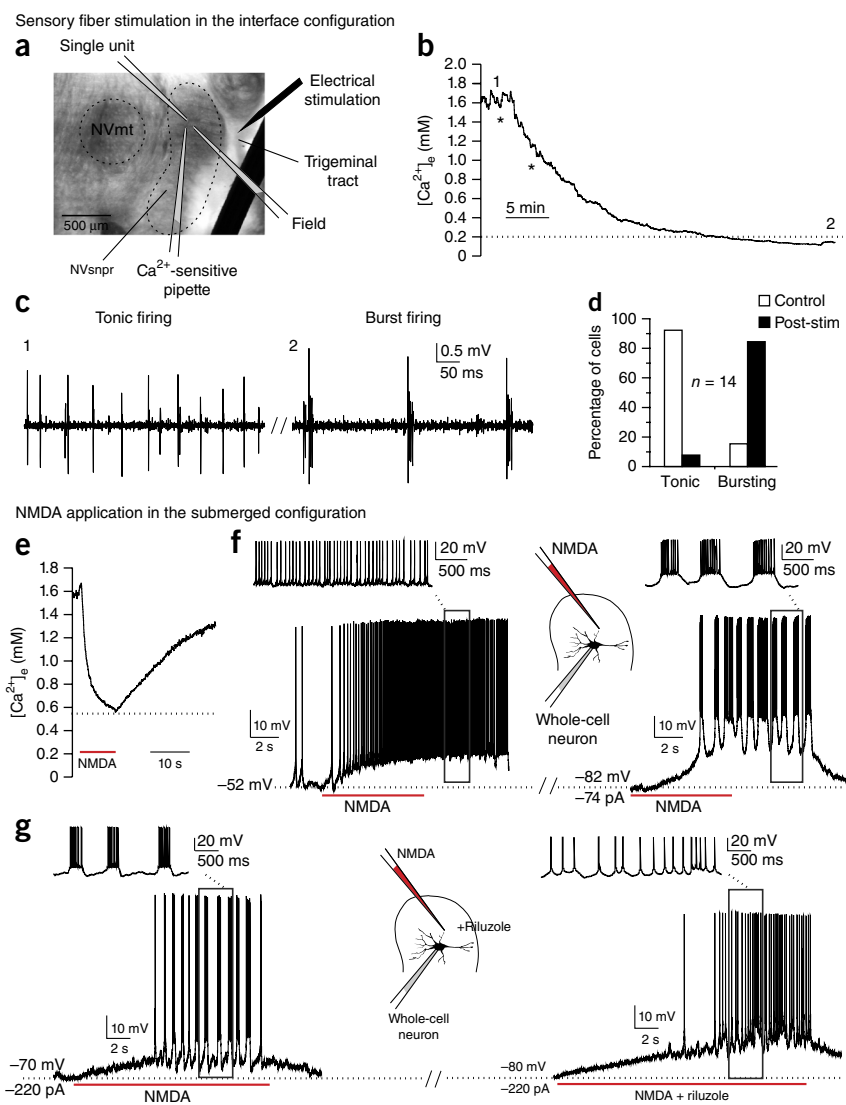 Sensory fiber stimulation in the interface configuration
a
Single unit
Electrical
stimulation
NVmt
Trigeminal
tract
500 µm
Field
NVsnpr
Ca²⁺-sensitive
pipette
b
[Ca²⁺]e (mM)
2.0
1.8
1.6
1.4
1.2
1.0
0.8
0.6
0.4
0.2
0
1
*
*
5 min
2
c
Tonic firing
Burst firing
1
2
0.5 mV
50 ms
d
Control
Post-stim
Percentage of cells
100
80
60
40
20
0
n = 14
Tonic
Bursting
NMDA application in the submerged configuration
e
[Ca²⁺]e (mM)
1.8
1.6
1.4
1.2
1.0
0.8
0.6
0.4
0.2
0
NMDA
10 s
f
20 mV
500 ms
10 mV
2 s
–52 mV
NMDA
NMDA
Whole-cell
neuron
20 mV
500 ms
10 mV
2 s
–82 mV
–74 pA
NMDA
g
20 mV
500 ms
10 mV
2 s
–70 mV
–220 pA
NMDA
NMDA
+Riluzole
Whole-cell
neuron
20 mV
500 ms
10 mV
2 s
–80 mV
–220 pA
NMDA + riluzole